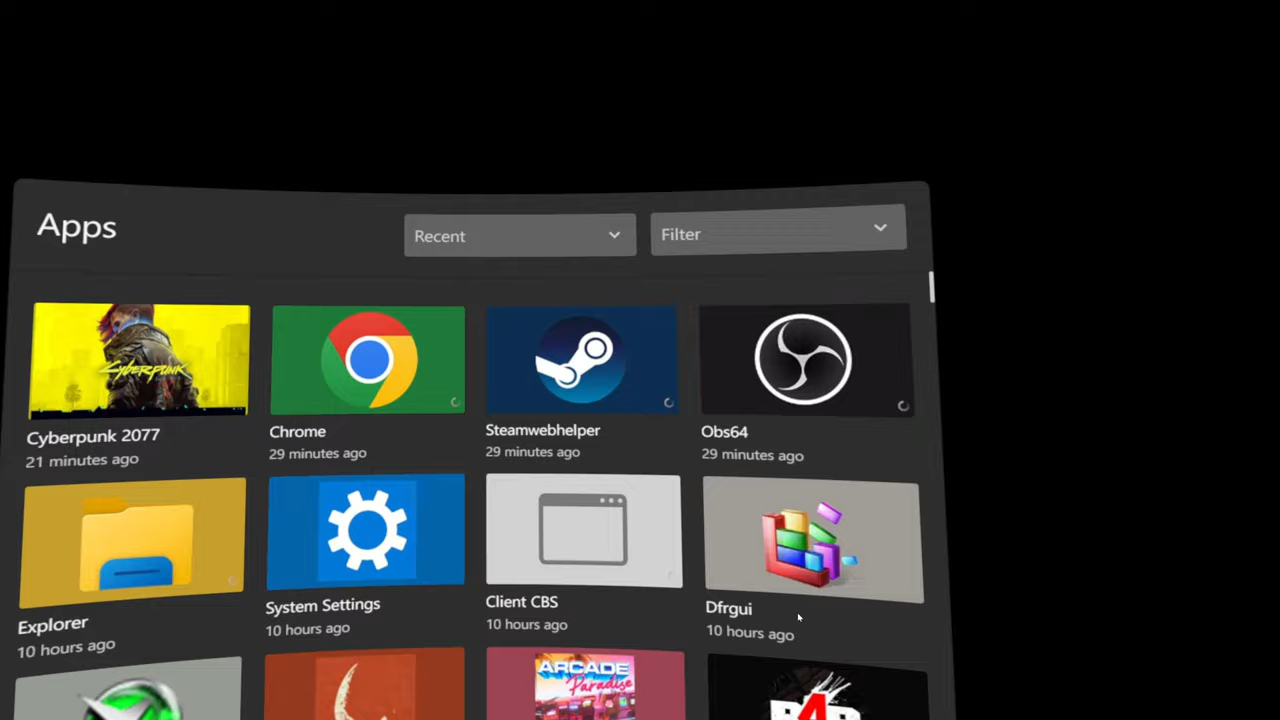 Apps
Recent
Filter
CYBERPUNK
Cyberpunk 2077
21 minutes ago
Chrome
29 minutes ago
Steamwebhelper
29 minutes ago
Obs64
29 minutes ago
Explorer
10 hours ago
System Settings
10 hours ago
Client CBS
10 hours ago
Dfrgui
10 hours ago
ARCADE
Paradise